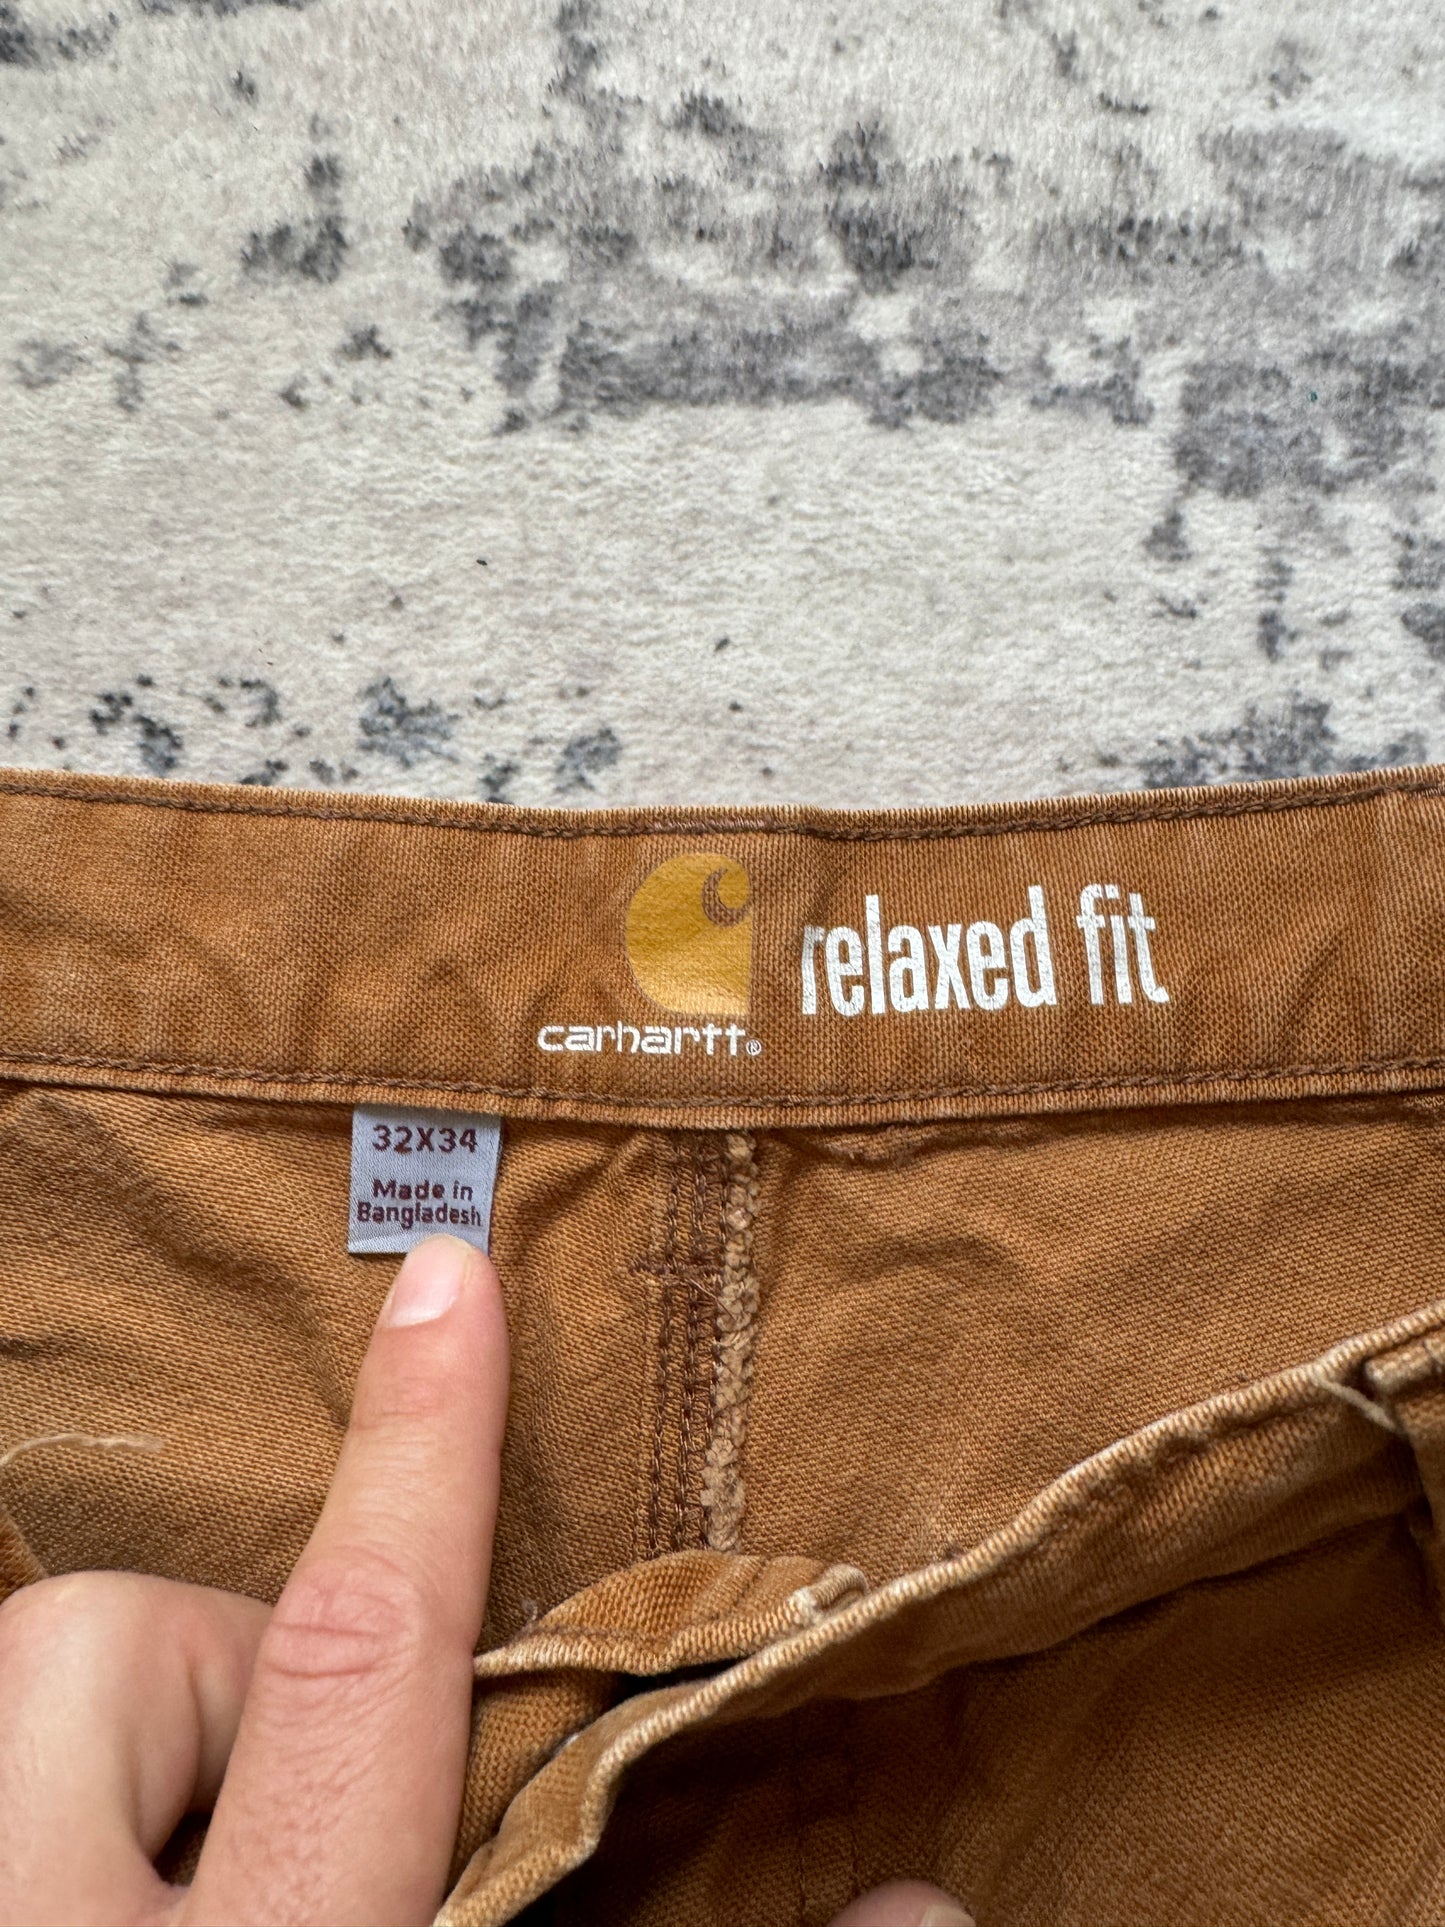 relaxed fit
carhartt®
32X34
Made in
Bangladesh